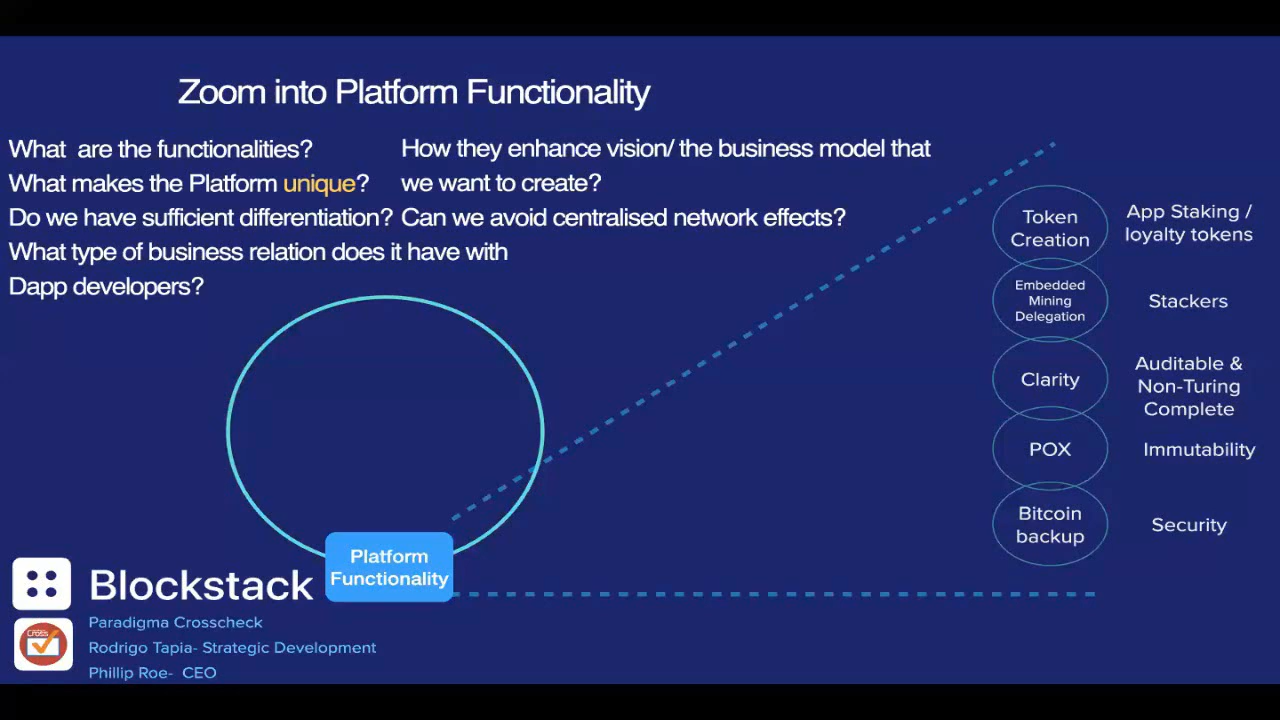 Zoom into Platform Functionality
What are the functionalities?
What makes the Platform unique?
Do we have sufficient differentiation?
What type of business relation does it have with
Dapp developers?
How they enhance vision/ the business model that
we want to create?
Can we avoid centralised network effects?
Token
Creation
App Staking /
loyalty tokens
Embedded
Mining
Delegation
Stackers
Clarity
Auditable &
Non-Turing
Complete
POX
Immutability
Bitcoin
backup
Security
Platform
Functionality
Blockstack
CROSS
Paradigma Crosscheck
Rodrigo Tapia- Strategic Development
Phillip Roe- CEO